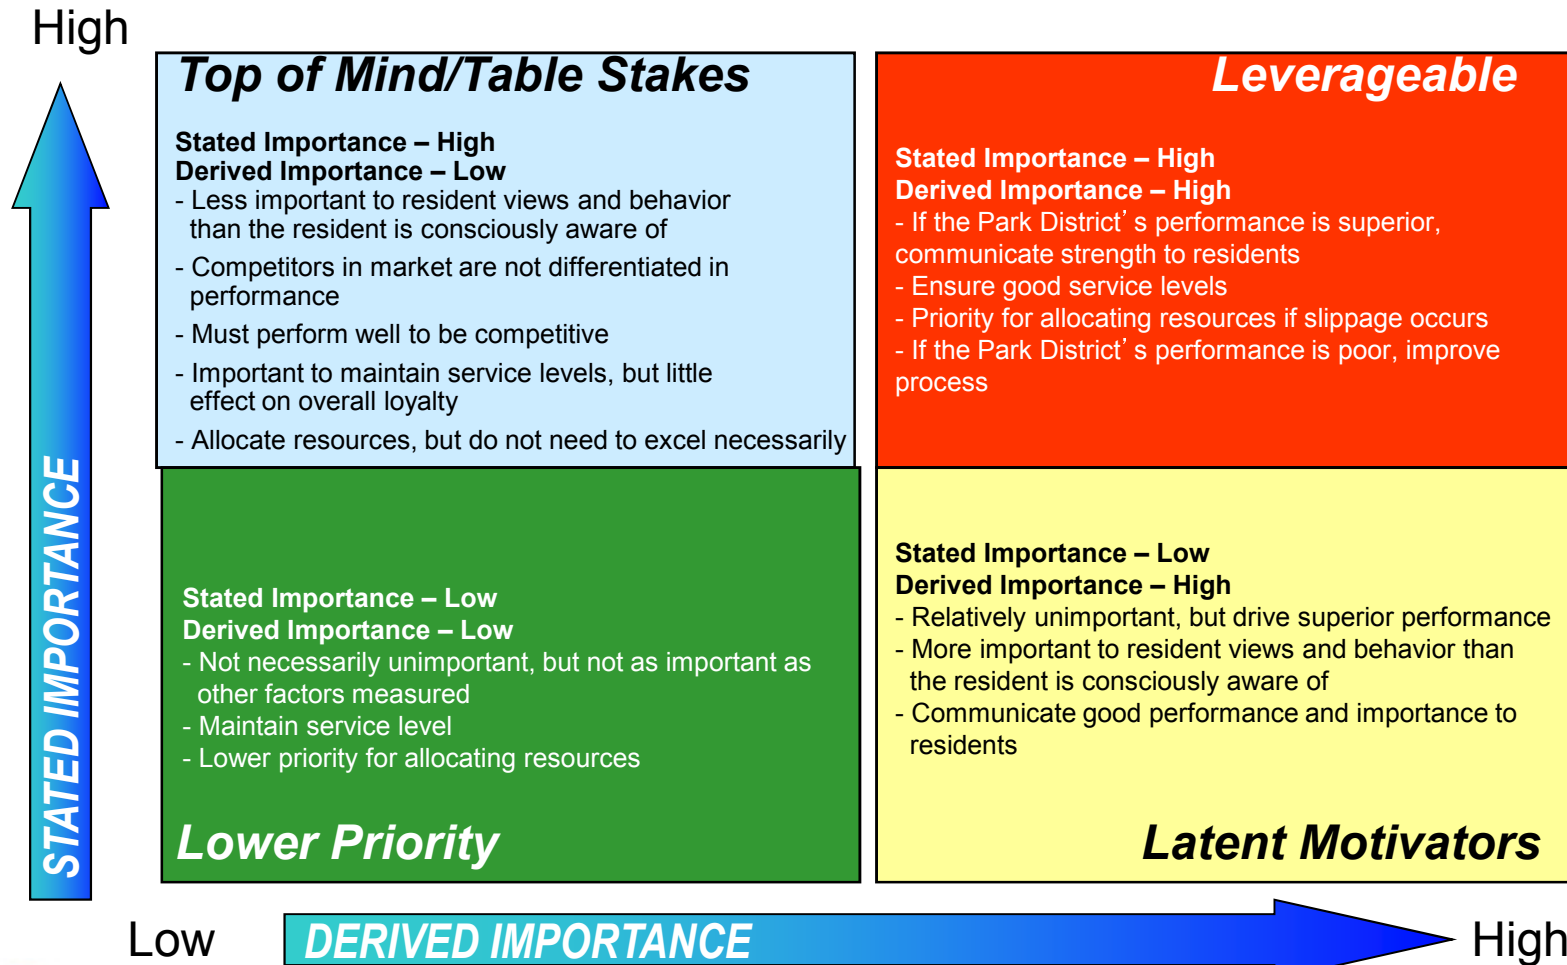 High
Top of Mind/Table Stakes
Stated Importance – High
Derived Importance – Low
- Less important to resident views and behavior
than the resident is consciously aware of
- Competitors in market are not differentiated in
performance
- Must perform well to be competitive
- Important to maintain service levels, but little
effect on overall loyalty
- Allocate resources, but do not need to excel necessarily
Leverageable
Stated Importance – High
Derived Importance – High
- If the Park District’s performance is superior,
communicate strength to residents
- Ensure good service levels
- Priority for allocating resources if slippage occurs
- If the Park District’s performance is poor, improve
process
STATED IMPORTANCE
Stated Importance – Low
Derived Importance – Low
- Not necessarily unimportant, but not as important as
other factors measured
- Maintain service level
- Lower priority for allocating resources
Lower Priority
Stated Importance – Low
Derived Importance – High
- Relatively unimportant, but drive superior performance
- More important to resident views and behavior than
the resident is consciously aware of
- Communicate good performance and importance to
residents
Latent Motivators
Low
DERIVED IMPORTANCE
High